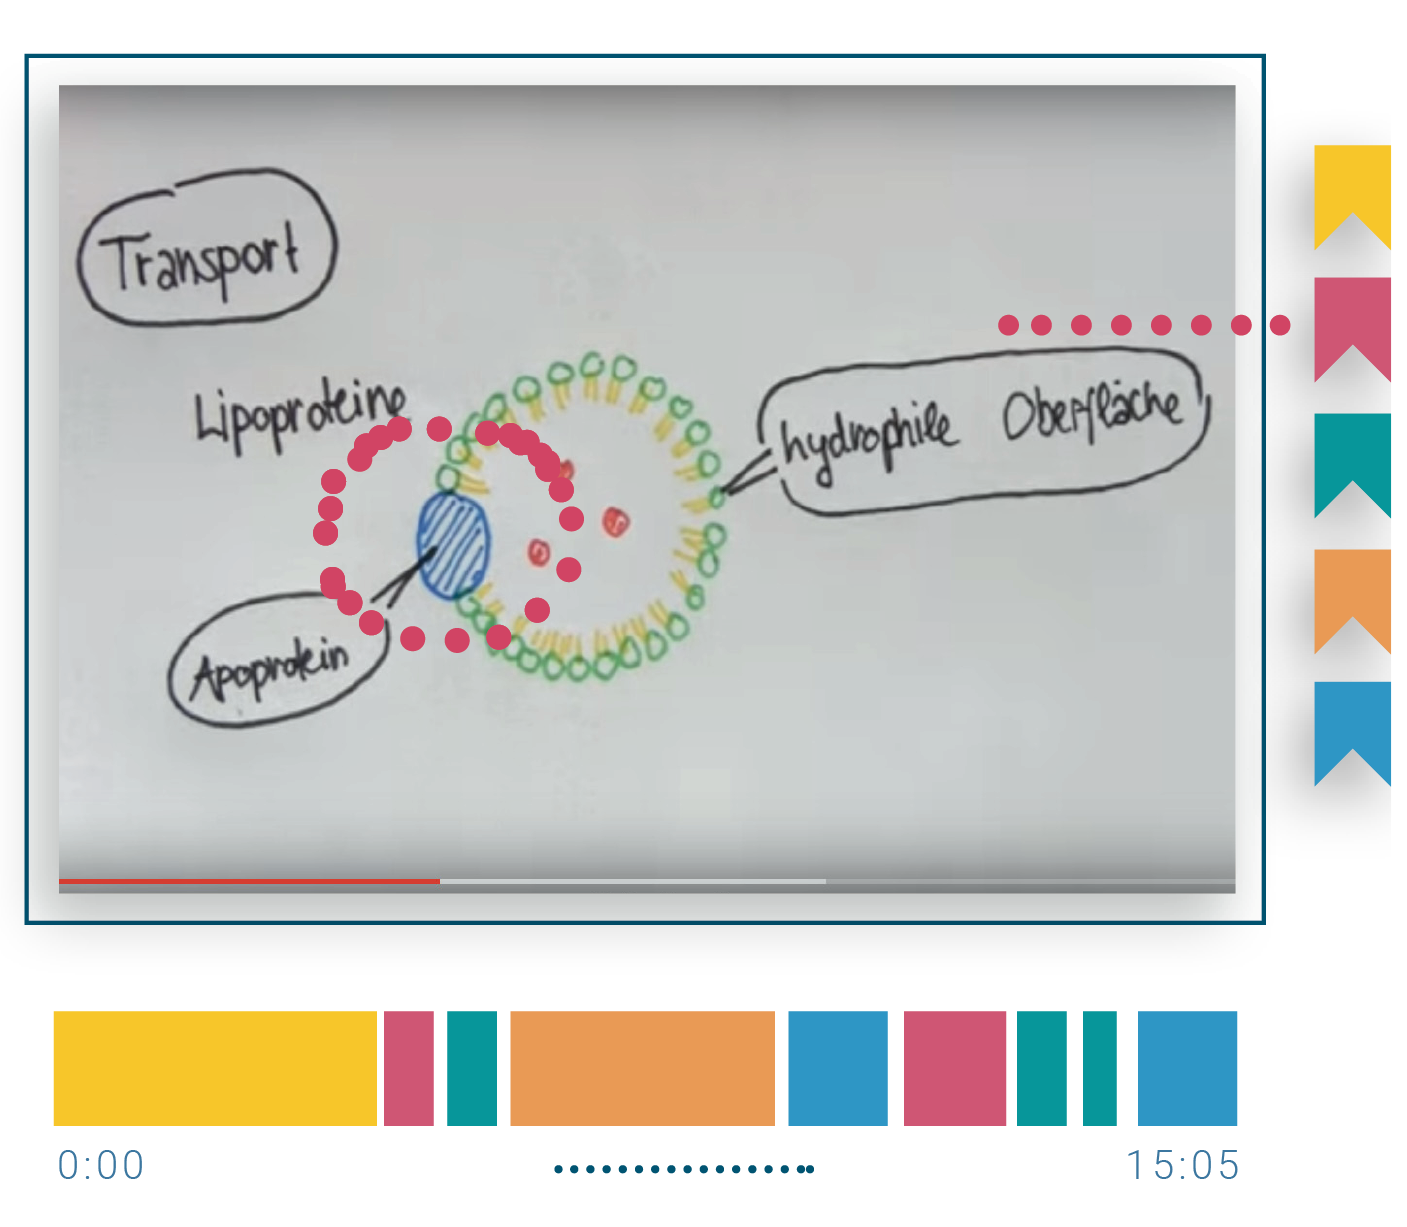 Transport
Lipoproteine
hydrophile Oberfläche
Apoprotein
0:00
15:05